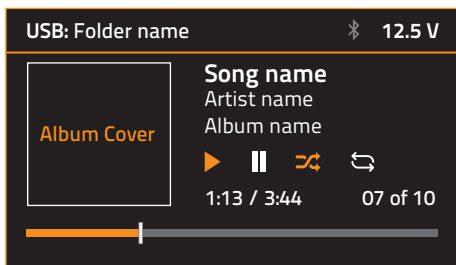 USB: Folder name 12.5 V
Song name
Artist name
Album name
Album Cover
1:13 / 3:44 07 of 10